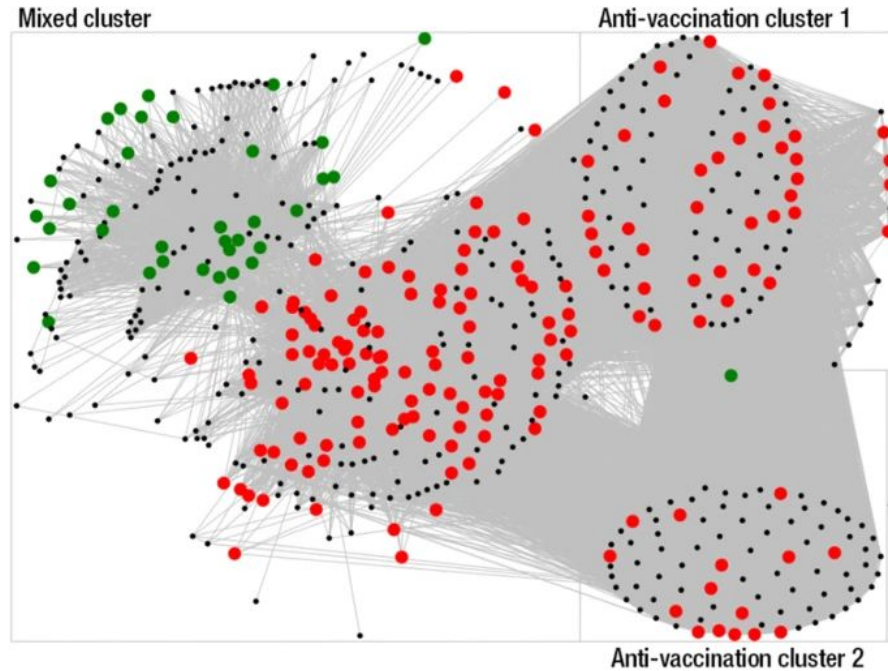 Mixed cluster
Anti-vaccination cluster 1
Anti-vaccination cluster 2